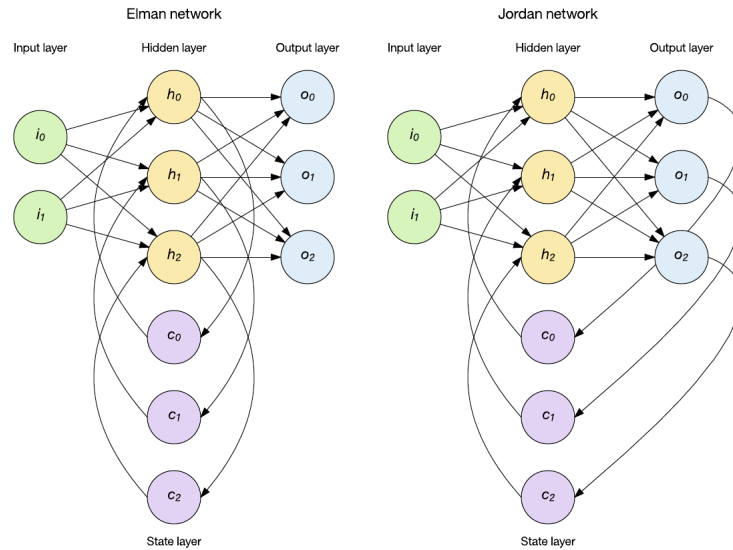 Elman network
Input layer
Hidden layer
Output layer
h0
o0
i0
h1
o1
i1
h2
o2
c0
c1
c2
State layer
Jordan network
Input layer
Hidden layer
Output layer
h0
o0
i0
h1
o1
i1
h2
o2
c0
c1
c2
State layer